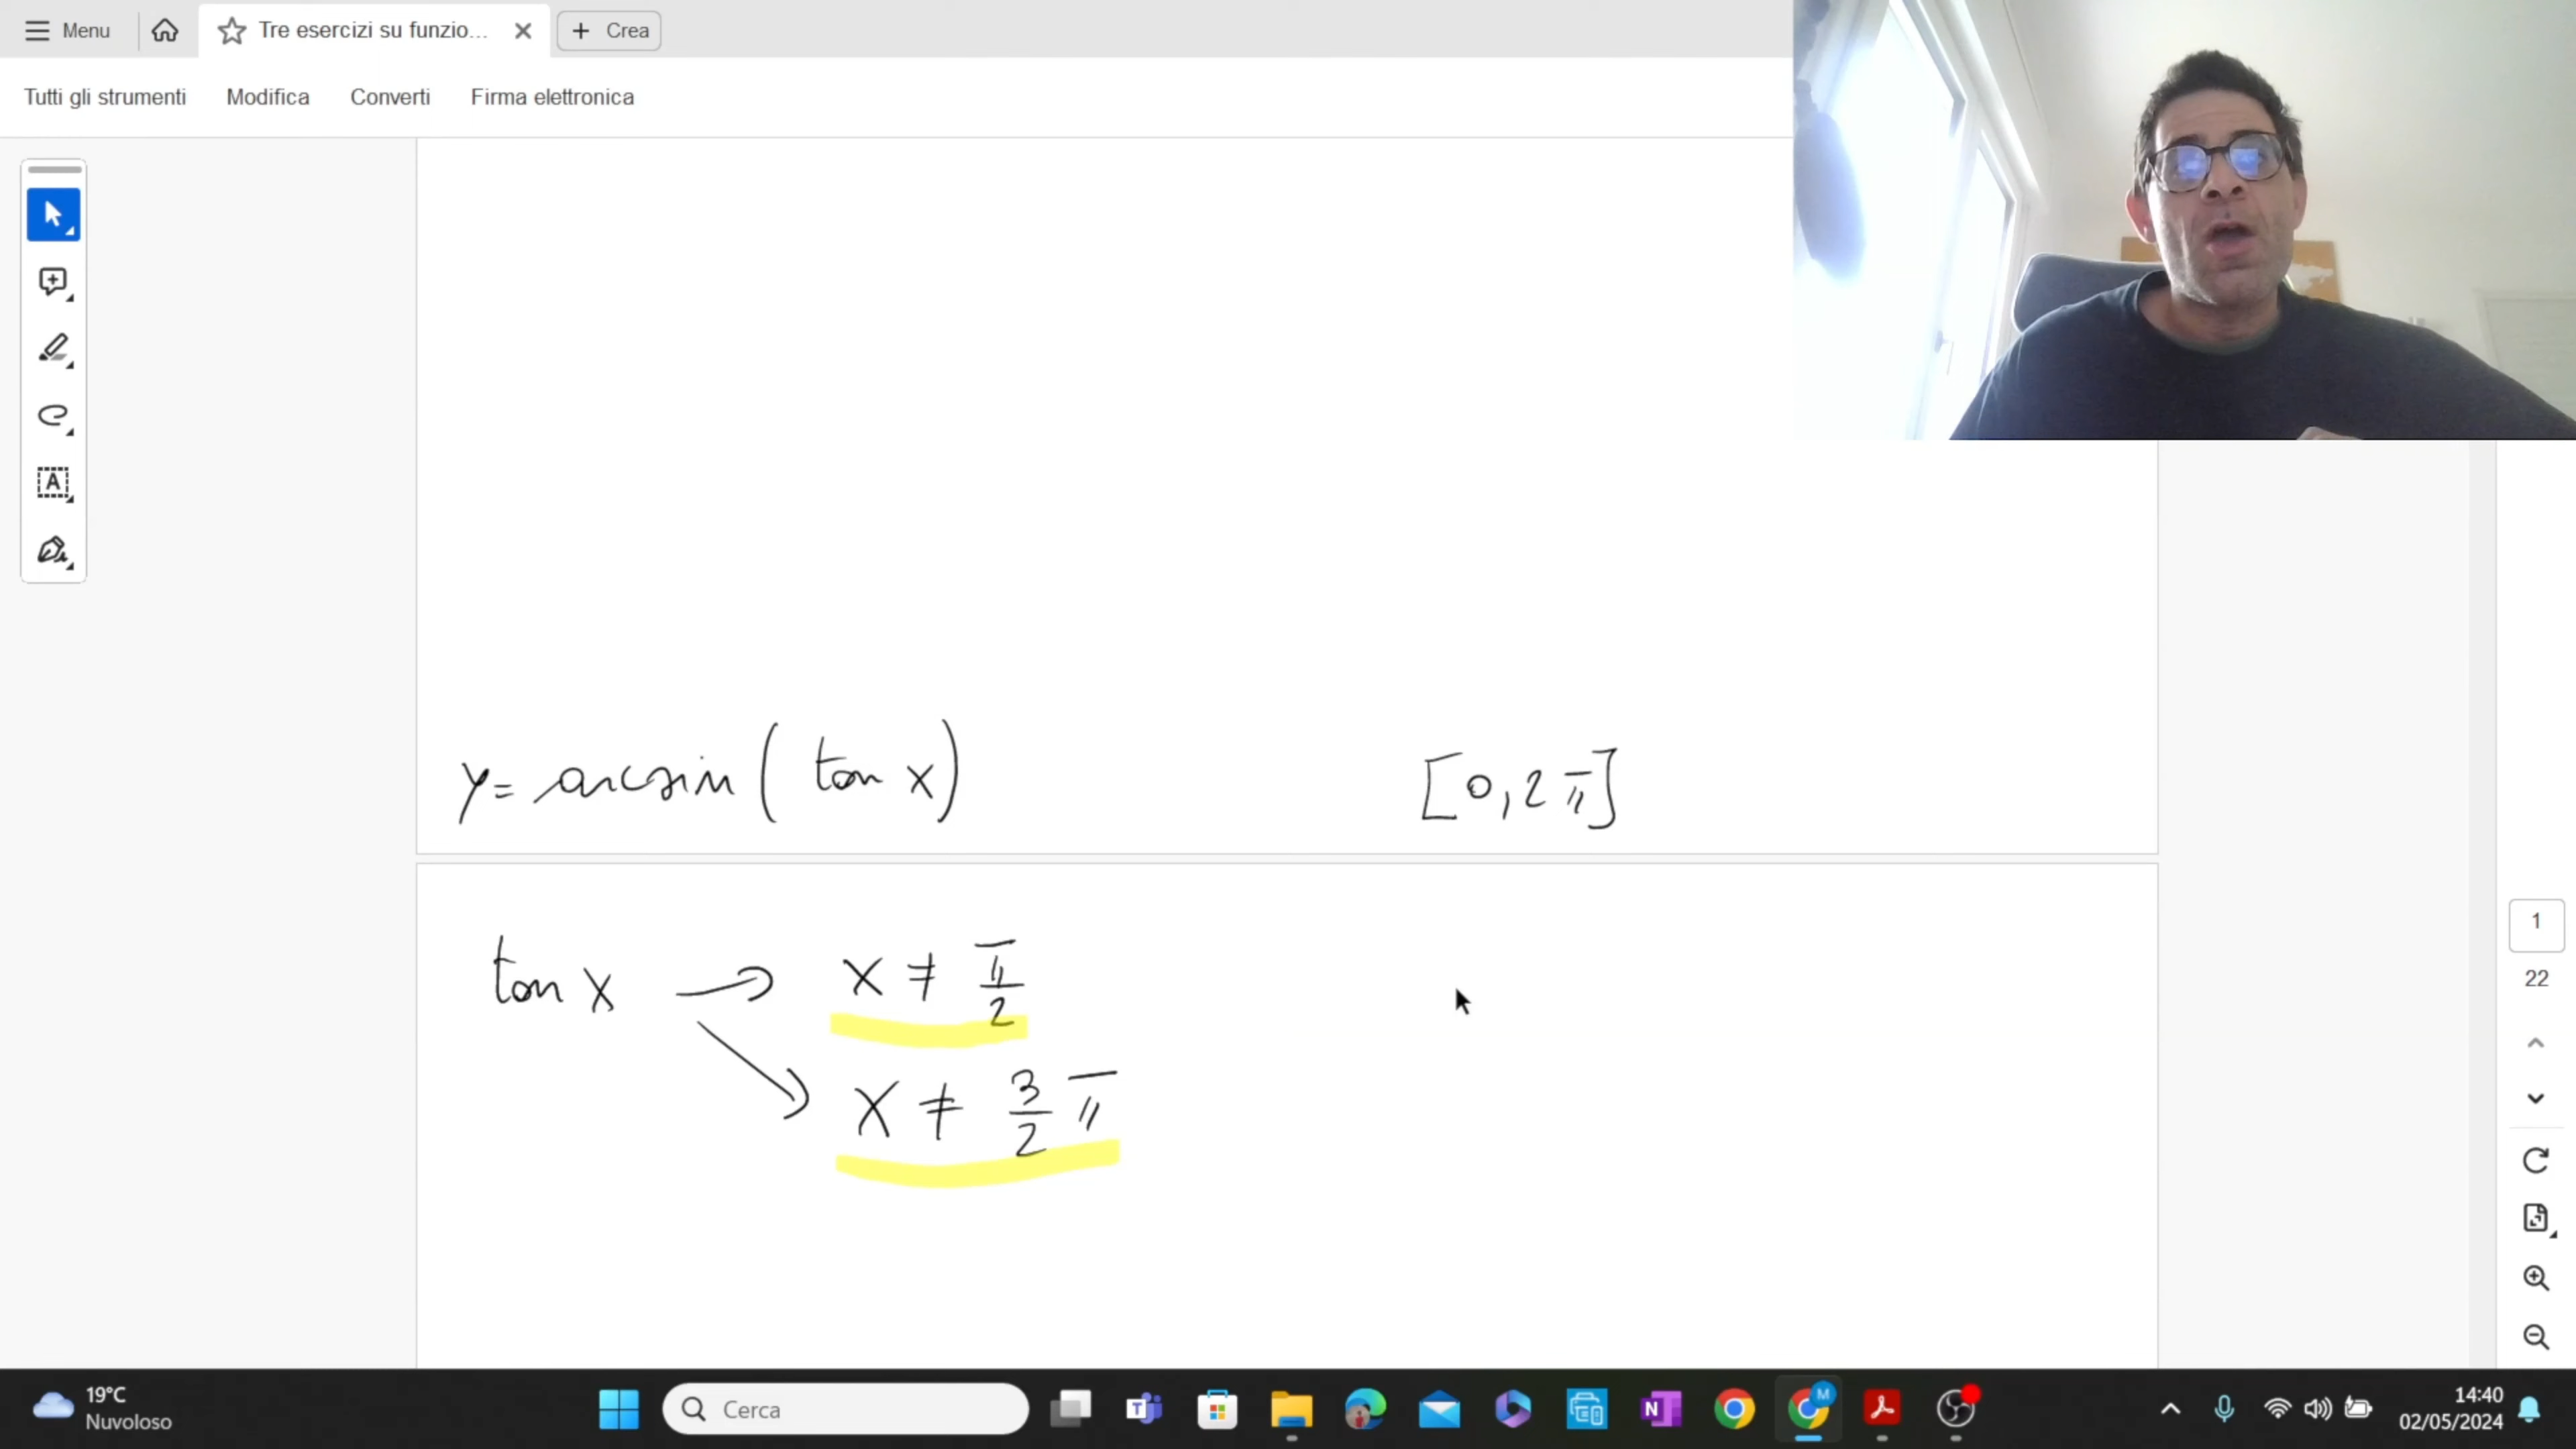 Menu
Tre esercizi su funzio...
Crea
Tutti gli strumenti Modifica Converti Firma elettronica
y = arcsin ( tan x )
[0, 2π]
tan x → x ≠ π/2
x ≠ 3/2 π
1
22
19°C
Nuvoloso
Cerca
14:40
02/05/2024